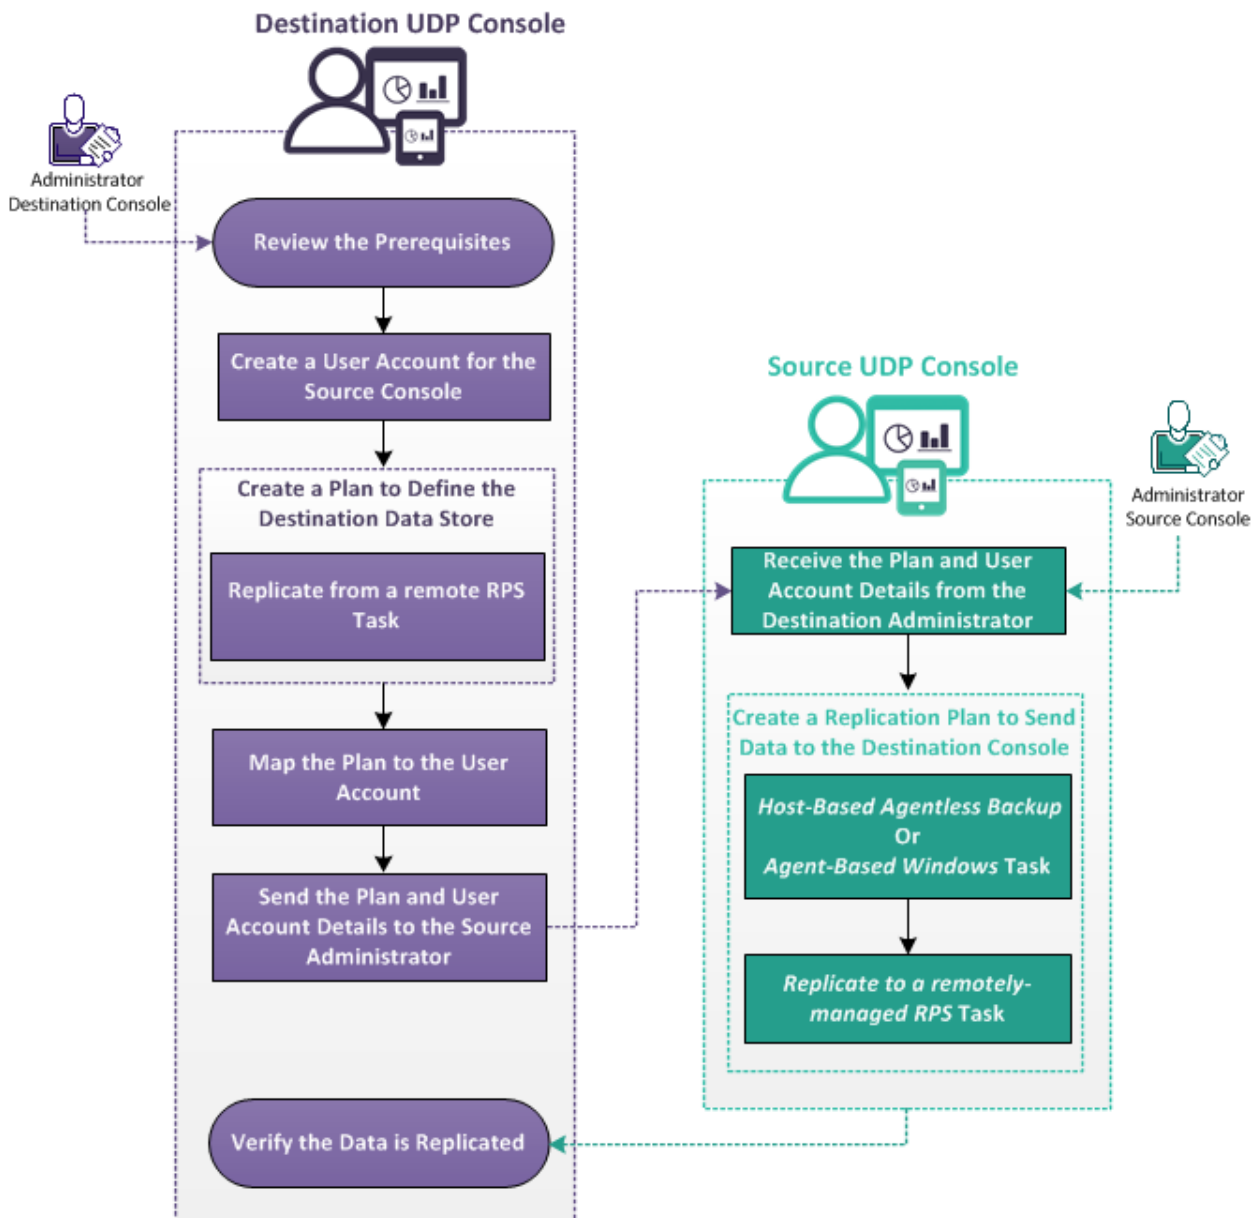 Destination UDP Console
Administrator
Destination Console
Review the Prerequisites
Create a User Account for the
Source Console
Create a Plan to Define the
Destination Data Store
Replicate from a remote RPS
Task
Map the Plan to the User
Account
Send the Plan and User
Account Details to the Source
Administrator
Verify the Data is Replicated
Source UDP Console
Administrator
Source Console
Receive the Plan and User
Account Details from the
Destination Administrator
Create a Replication Plan to Send
Data to the Destination Console
Host-Based Agentless Backup
Or
Agent-Based Windows Task
Replicate to a remotely-
managed RPS Task